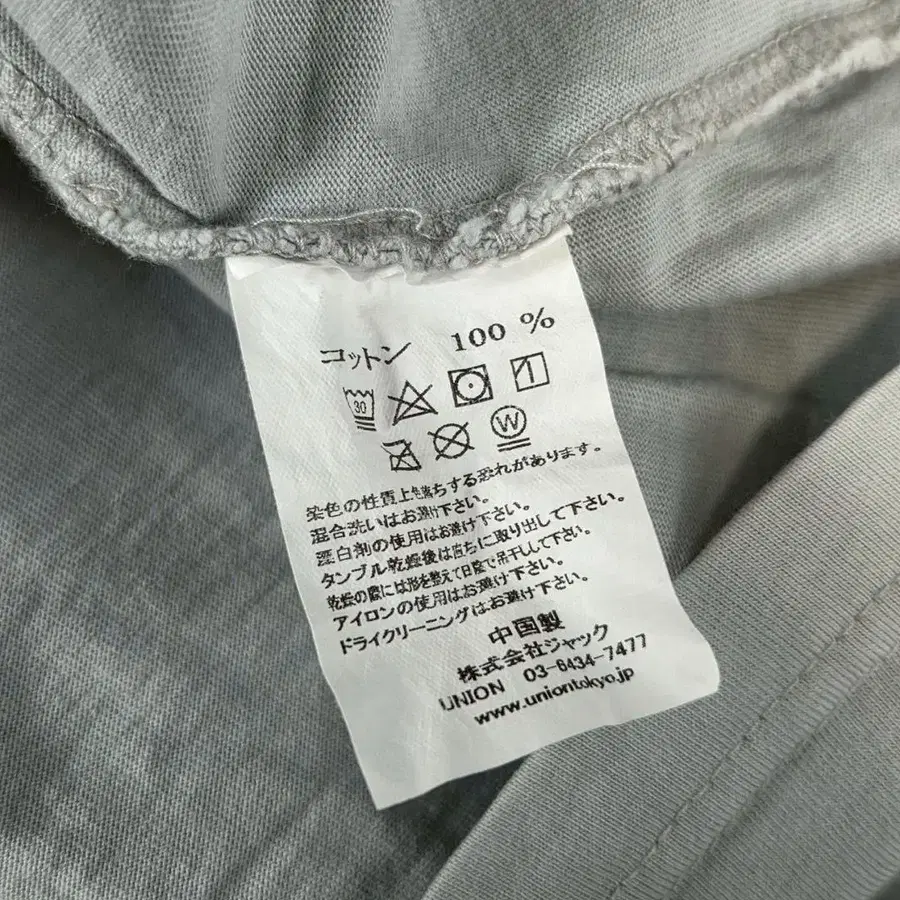 コットン 100 %
30
W
染色の性質上色落ちする恐れがあります。
混合洗いはお避け下さい。
漂白剤の使用はお避け下さい。
タンブル乾燥後は直ちに取り出して下さい。
乾燥の際には形を整えて日陰で吊干しして下さい。
アイロンの使用はお避け下さい。
ドライクリーニングはお避け下さい。
中国製
株式会社ジャック
UNION 03-6434-7477
www.uniontokyo.jp